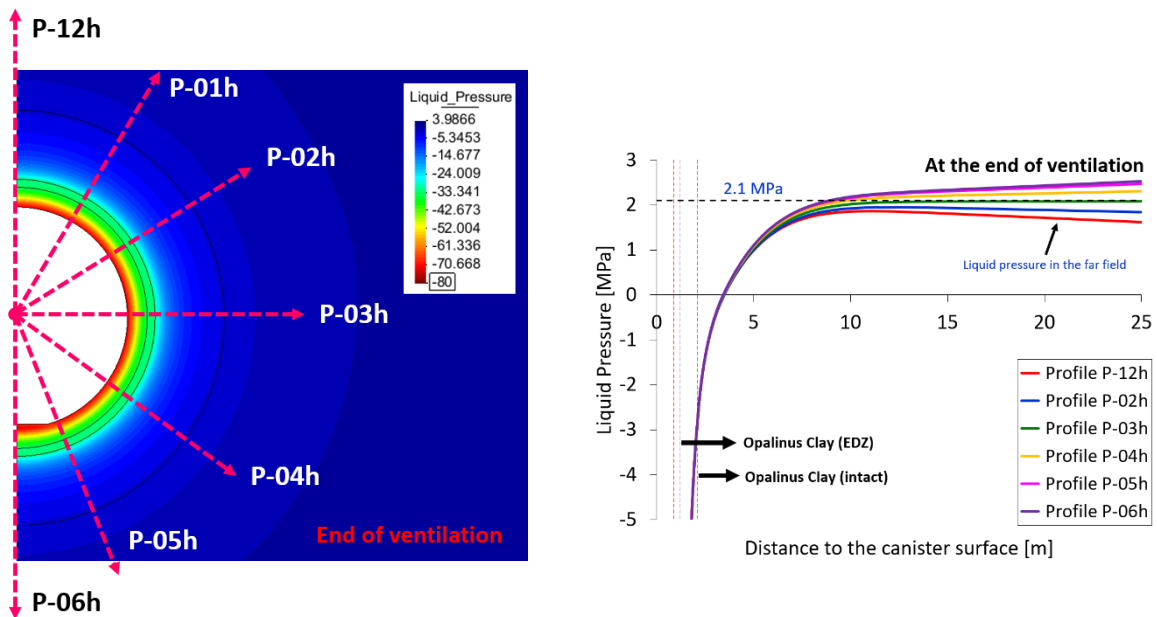 P-12h
P-01h
P-02h
P-03h
P-04h
P-05h
P-06h
Liquid_Pressure
3.9866
-5.3453
-14.677
-24.009
-33.341
-42.673
-52.004
-61.336
-70.668
-80
End of ventilation
At the end of ventilation
2.1 MPa
Liquid pressure in the far field
Liquid Pressure [MPa]
3
2
1
0
-1
-2
-3
-4
-5
0
5
10
15
20
25
Opalinus Clay (EDZ)
Opalinus Clay (intact)
Profile P-12h
Profile P-02h
Profile P-03h
Profile P-04h
Profile P-05h
Profile P-06h
Distance to the canister surface [m]